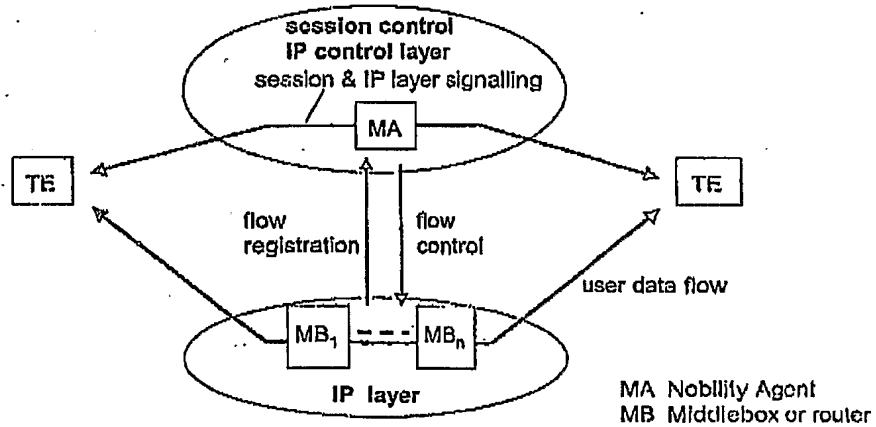 session control
IP control layer
session & IP layer signalling
MA
TE
TE
flow
registration
flow
control
user data flow
MB1
MBn
IP layer
MA Nobility Agent
MB Middlebox or router